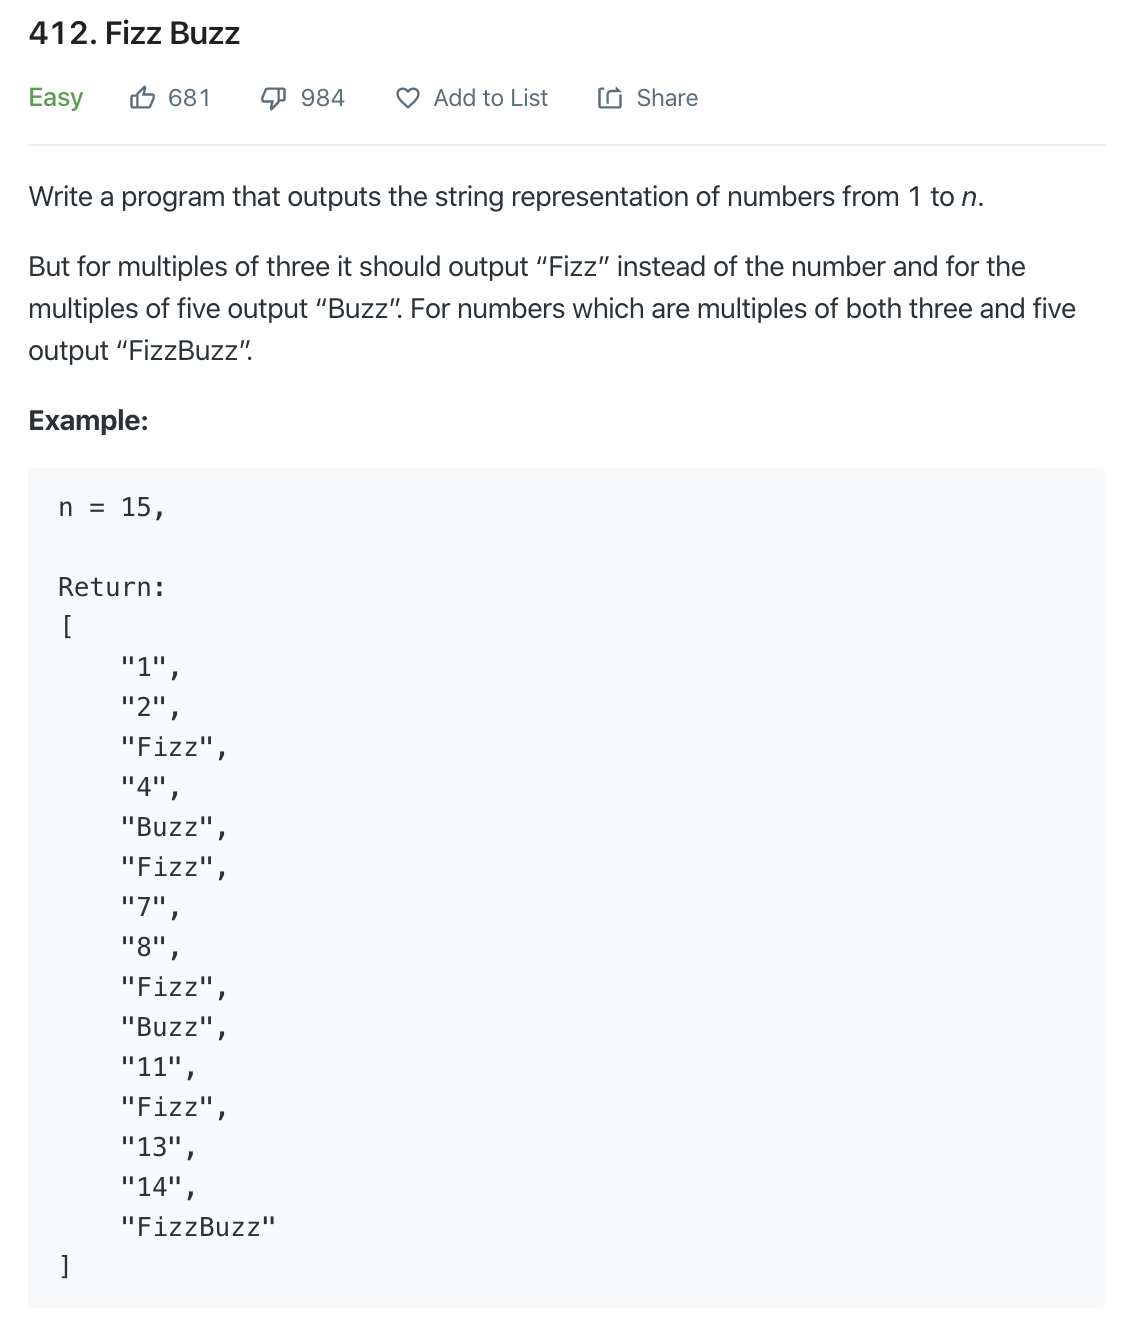 412. Fizz Buzz
Easy 681 984 Add to List Share
Write a program that outputs the string representation of numbers from 1 to n.
But for multiples of three it should output “Fizz” instead of the number and for the
multiples of five output “Buzz”. For numbers which are multiples of both three and five
output “FizzBuzz”.
Example:
n = 15,
Return:
[
"1",
"2",
"Fizz",
"4",
"Buzz",
"Fizz",
"7",
"8",
"Fizz",
"Buzz",
"11",
"Fizz",
"13",
"14",
"FizzBuzz"
]